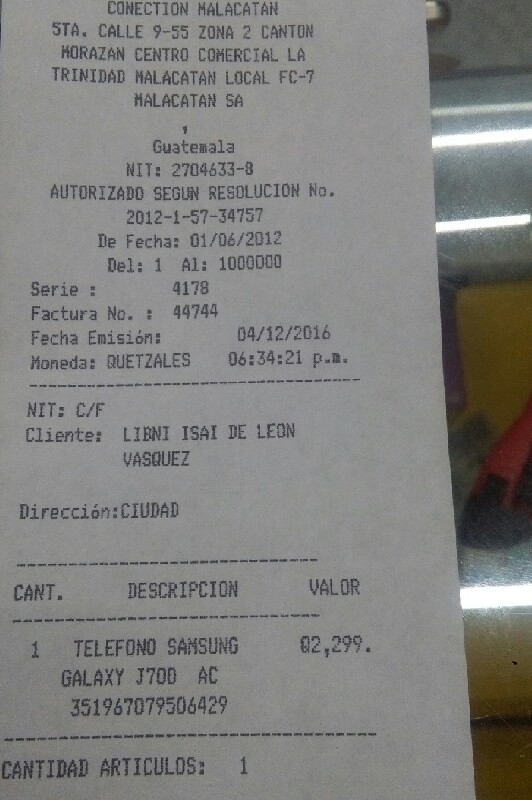 CONECTION MALACATAN
5TA. CALLE 9-55 ZONA 2 CANTON
MORAZAN CENTRO COMERCIAL LA
TRINIDAD MALACATAN LOCAL FC-7
MALACATAN SA
,
Guatemala
NIT: 2704633-8
AUTORIZADO SEGUN RESOLUCION No.
2012-1-57-34757
De Fecha: 01/06/2012
Del: 1 Al: 1000000
Serie : 4178
Factura No. : 44744
Fecha Emisión: 04/12/2016
Moneda: QUETZALES 06:34:21 p.m.
NIT: C/F
Cliente: LIBNI ISAI DE LEON
VASQUEZ
Dirección:CIUDAD
CANT. DESCRIPCION VALOR
1 TELEFONO SAMSUNG Q2,299.
GALAXY J700 AC
351967079506429
CANTIDAD ARTICULOS: 1